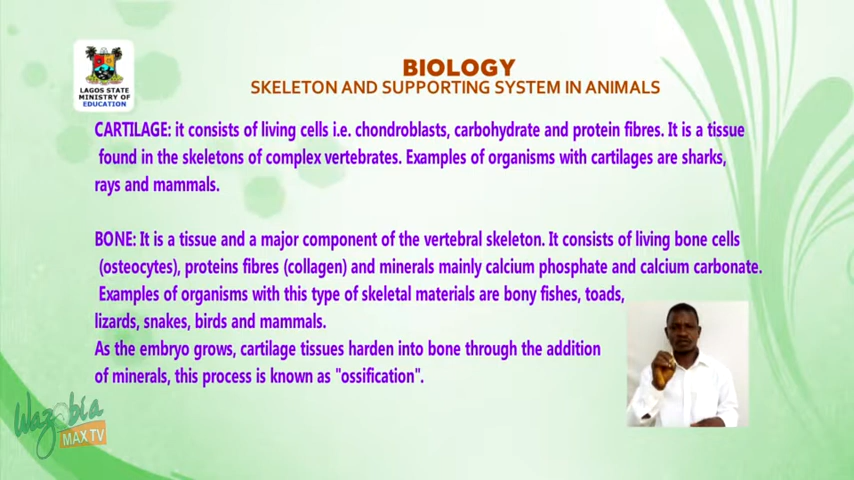 LAGOS STATE
MINISTRY OF
EDUCATION
BIOLOGY
SKELETON AND SUPPORTING SYSTEM IN ANIMALS
CARTILAGE: it consists of living cells i.e. chondroblasts, carbohydrate and protein fibres. It is a tissue
found in the skeletons of complex vertebrates. Examples of organisms with cartilages are sharks,
rays and mammals.
BONE: It is a tissue and a major component of the vertebral skeleton. It consists of living bone cells
(osteocytes), proteins fibres (collagen) and minerals mainly calcium phosphate and calcium carbonate.
Examples of organisms with this type of skeletal materials are bony fishes, toads,
lizards, snakes, birds and mammals.
As the embryo grows, cartilage tissues harden into bone through the addition
of minerals, this process is known as "ossification".
Wazobia
MAX TV